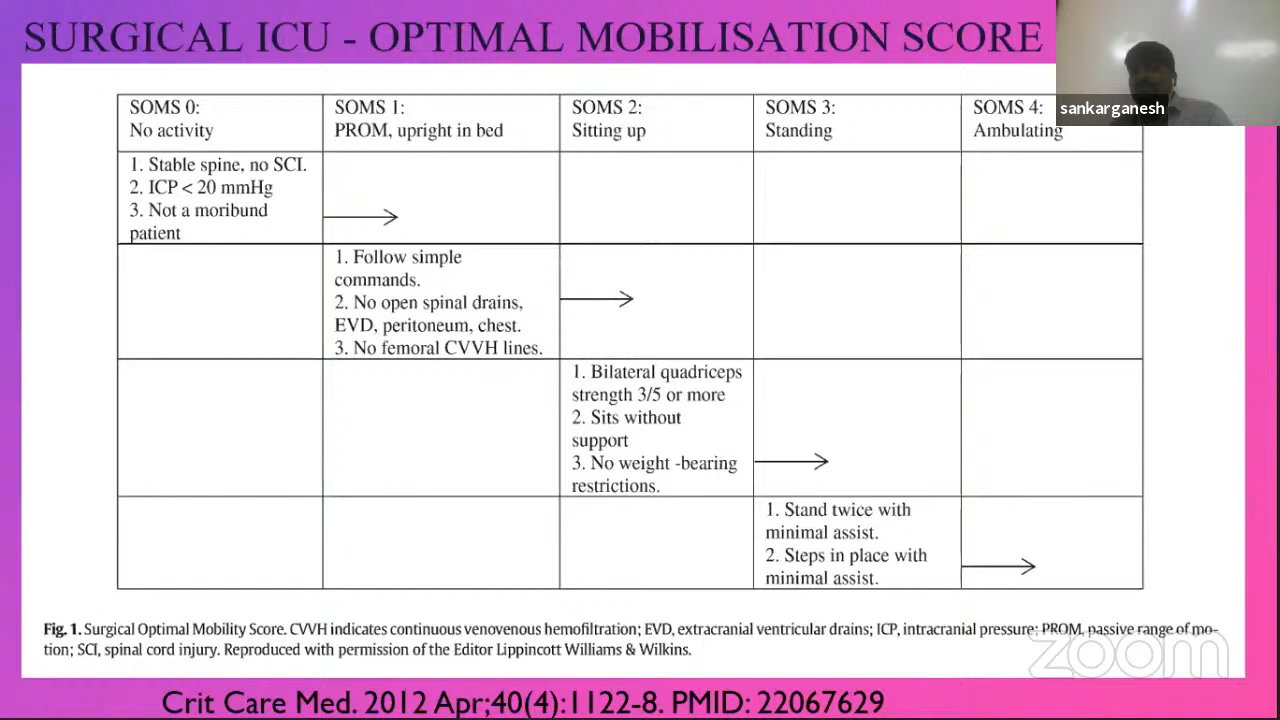 SURGICAL ICU - OPTIMAL MOBILISATION SCORE
sankarganesh
SOMS 0:
No activity
SOMS 1:
PROM, upright in bed
SOMS 2:
Sitting up
SOMS 3:
Standing
SOMS 4:
Ambulating
1. Stable spine, no SCI.
2. ICP < 20 mmHg
3. Not a moribund
patient
1. Follow simple
commands.
2. No open spinal drains,
EVD, peritoneum, chest.
3. No femoral CVVH lines.
1. Bilateral quadriceps
strength 3/5 or more
2. Sits without
support
3. No weight -bearing
restrictions.
1. Stand twice with
minimal assist.
2. Steps in place with
minimal assist.
Fig. 1. Surgical Optimal Mobility Score. CVVH indicates continuous venovenous hemofiltration; EVD, extracranial ventricular drains; ICP, intracranial pressure; PROM, passive range of mo-
tion; SCI, spinal cord injury. Reproduced with permission of the Editor Lippincott Williams & Wilkins.
zoom
Crit Care Med. 2012 Apr;40(4):1122-8. PMID: 22067629